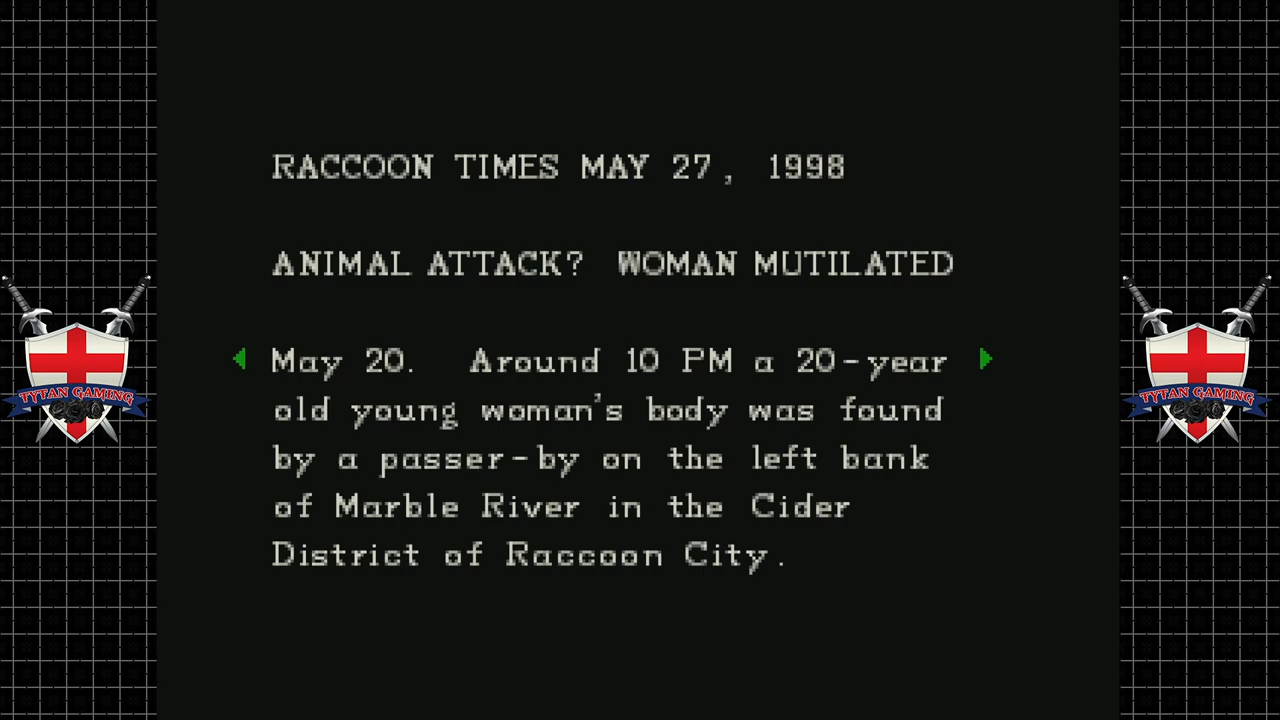 RACCOON TIMES MAY 27, 1998
ANIMAL ATTACK? WOMAN MUTILATED
May 20. Around 10 PM a 20-year
old young woman's body was found
by a passer-by on the left bank
of Marble River in the Cider
District of Raccoon City.
TYTAN GAMING
TYTAN GAMING